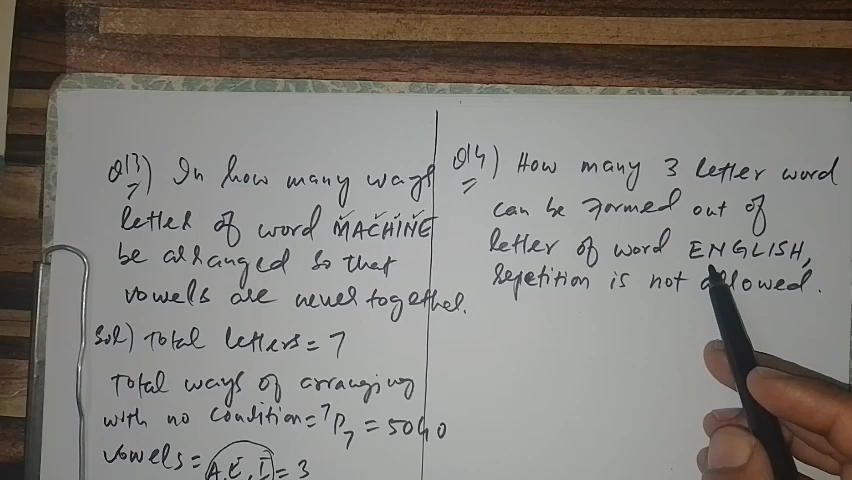 Q13) In how many ways
letter of word MACHINE
be arranged so that
vowels are never together.
Sol) Total letters = 7
Total ways of arranging
with no condition = ⁷P₇ = 5040
vowels = A, E, I = 3
Q14) How many 3 letter word
can be formed out of
letter of word ENGLISH,
repetition is not allowed.